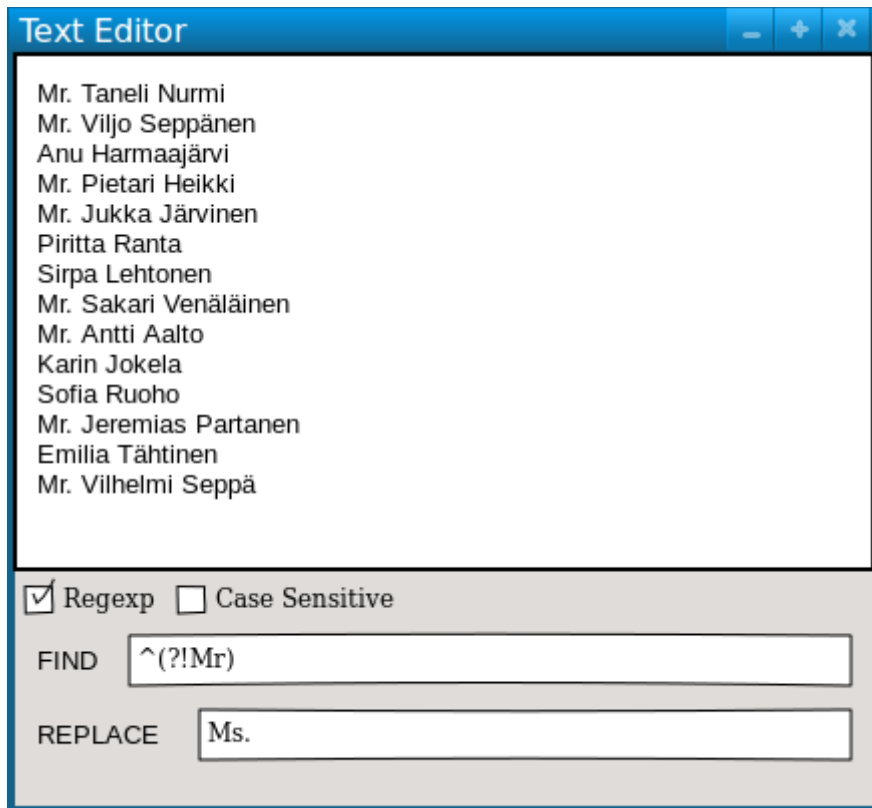 Text Editor
Mr. Taneli Nurmi
Mr. Viljo Seppänen
Anu Harmaajärvi
Mr. Pietari Heikki
Mr. Jukka Järvinen
Piritta Ranta
Sirpa Lehtonen
Mr. Sakari Venäläinen
Mr. Antti Aalto
Karin Jokela
Sofia Ruoho
Mr. Jeremias Partanen
Emilia Tähtinen
Mr. Vilhelmi Seppä
Regexp Case Sensitive
FIND ^(?!Mr)
REPLACE Ms.